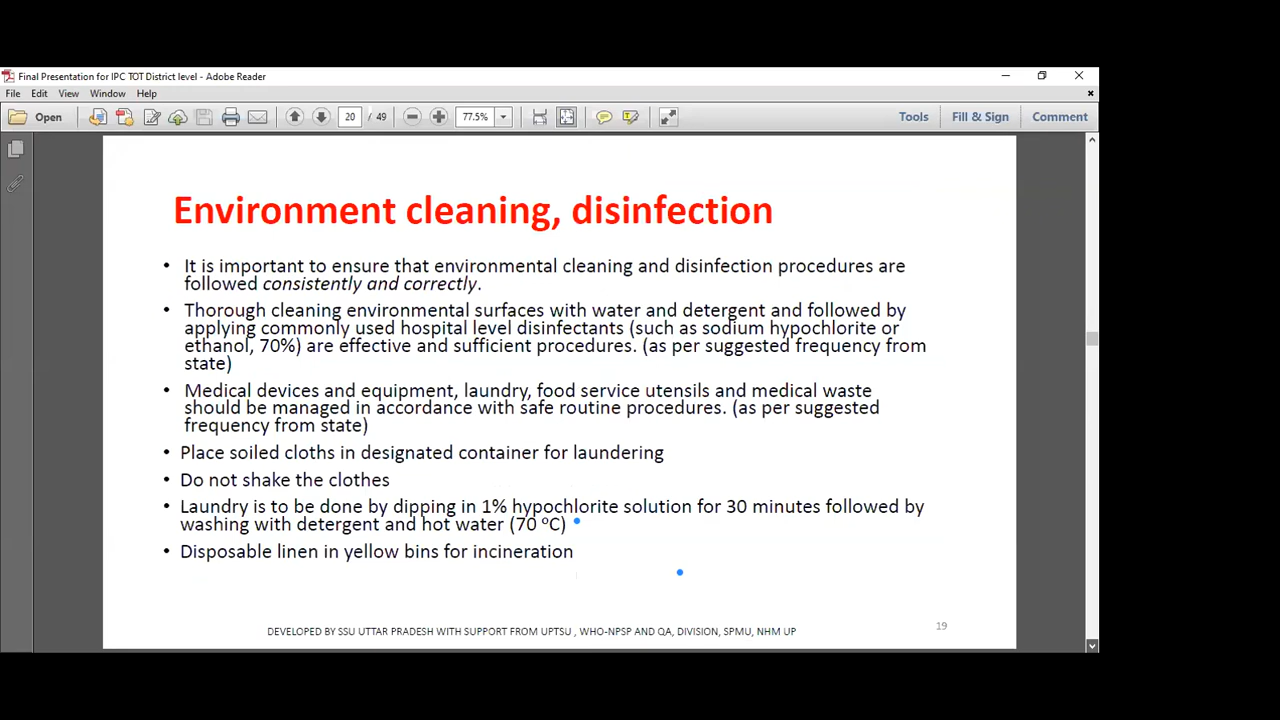 Final Presentation for IPC TOT District level - Adobe Reader
File Edit View Window Help
Open 20 / 49 77.5% Tools Fill & Sign Comment
Environment cleaning, disinfection
• It is important to ensure that environmental cleaning and disinfection procedures are
followed consistently and correctly.
• Thorough cleaning environmental surfaces with water and detergent and followed by
applying commonly used hospital level disinfectants (such as sodium hypochlorite or
ethanol, 70%) are effective and sufficient procedures. (as per suggested frequency from
state)
• Medical devices and equipment, laundry, food service utensils and medical waste
should be managed in accordance with safe routine procedures. (as per suggested
frequency from state)
• Place soiled cloths in designated container for laundering
• Do not shake the clothes
• Laundry is to be done by dipping in 1% hypochlorite solution for 30 minutes followed by
washing with detergent and hot water (70 °C)
• Disposable linen in yellow bins for incineration
DEVELOPED BY SSU UTTAR PRADESH WITH SUPPORT FROM UPTSU , WHO-NPSP AND QA, DIVISION, SPMU, NHM UP
19